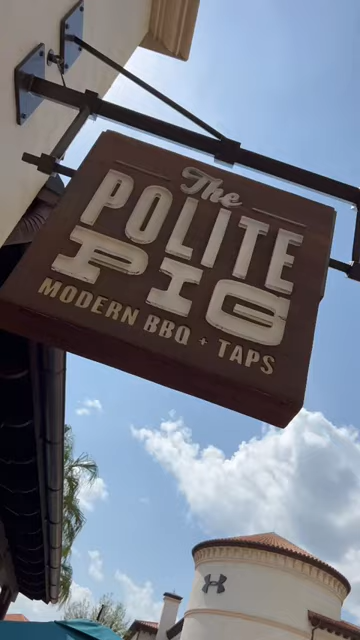 The
POLITE
PIG
MODERN BBQ + TAPS